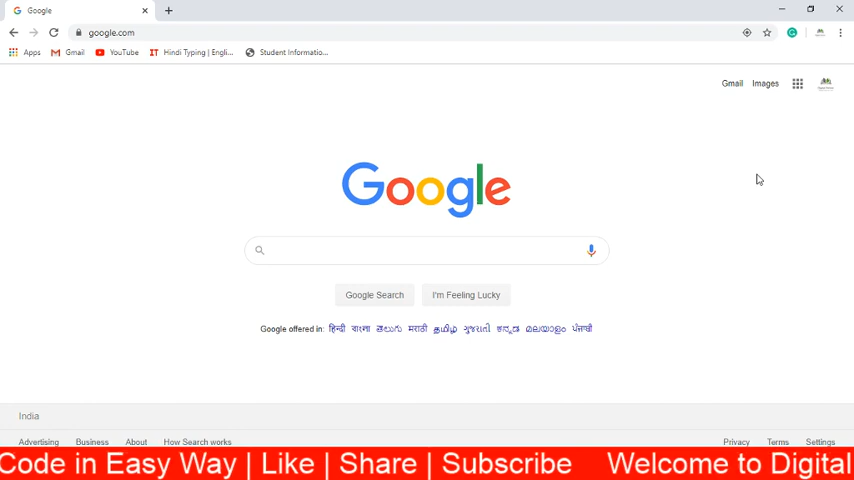 Google
google.com
Apps Gmail YouTube Hindi Typing | Engli... Student Informatio...
Gmail Images
Google
Google Search I'm Feeling Lucky
Google offered in: हिन्दी বাংলা తెలుగు मराठी தமிழ் ગુજરાતી ಕನ್ನಡ മലയാളം ਪੰਜਾਬੀ
India
Advertising Business About How Search works Privacy Terms Settings
Code in Easy Way | Like | Share | Subscribe Welcome to Digital